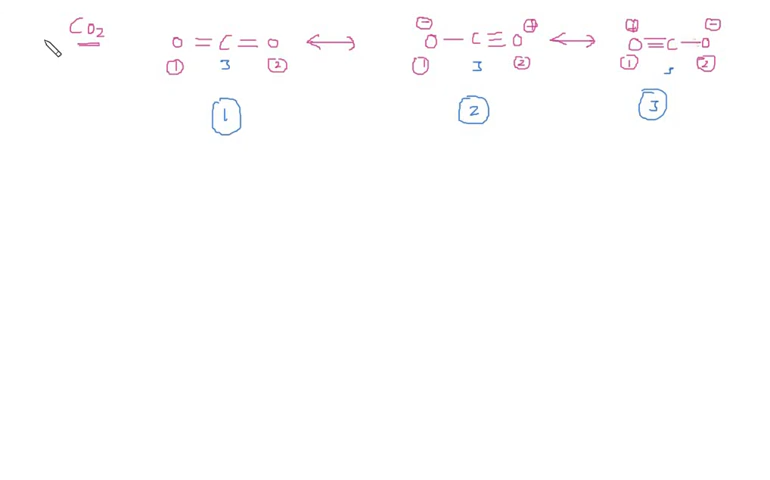 CO2
O = C = O ⟷ O⊖ — C ≡ O⊕ ⟷ O⊕ ≡ C — O⊖
① 3 ② ① 3 ② ① ②
① ② ③